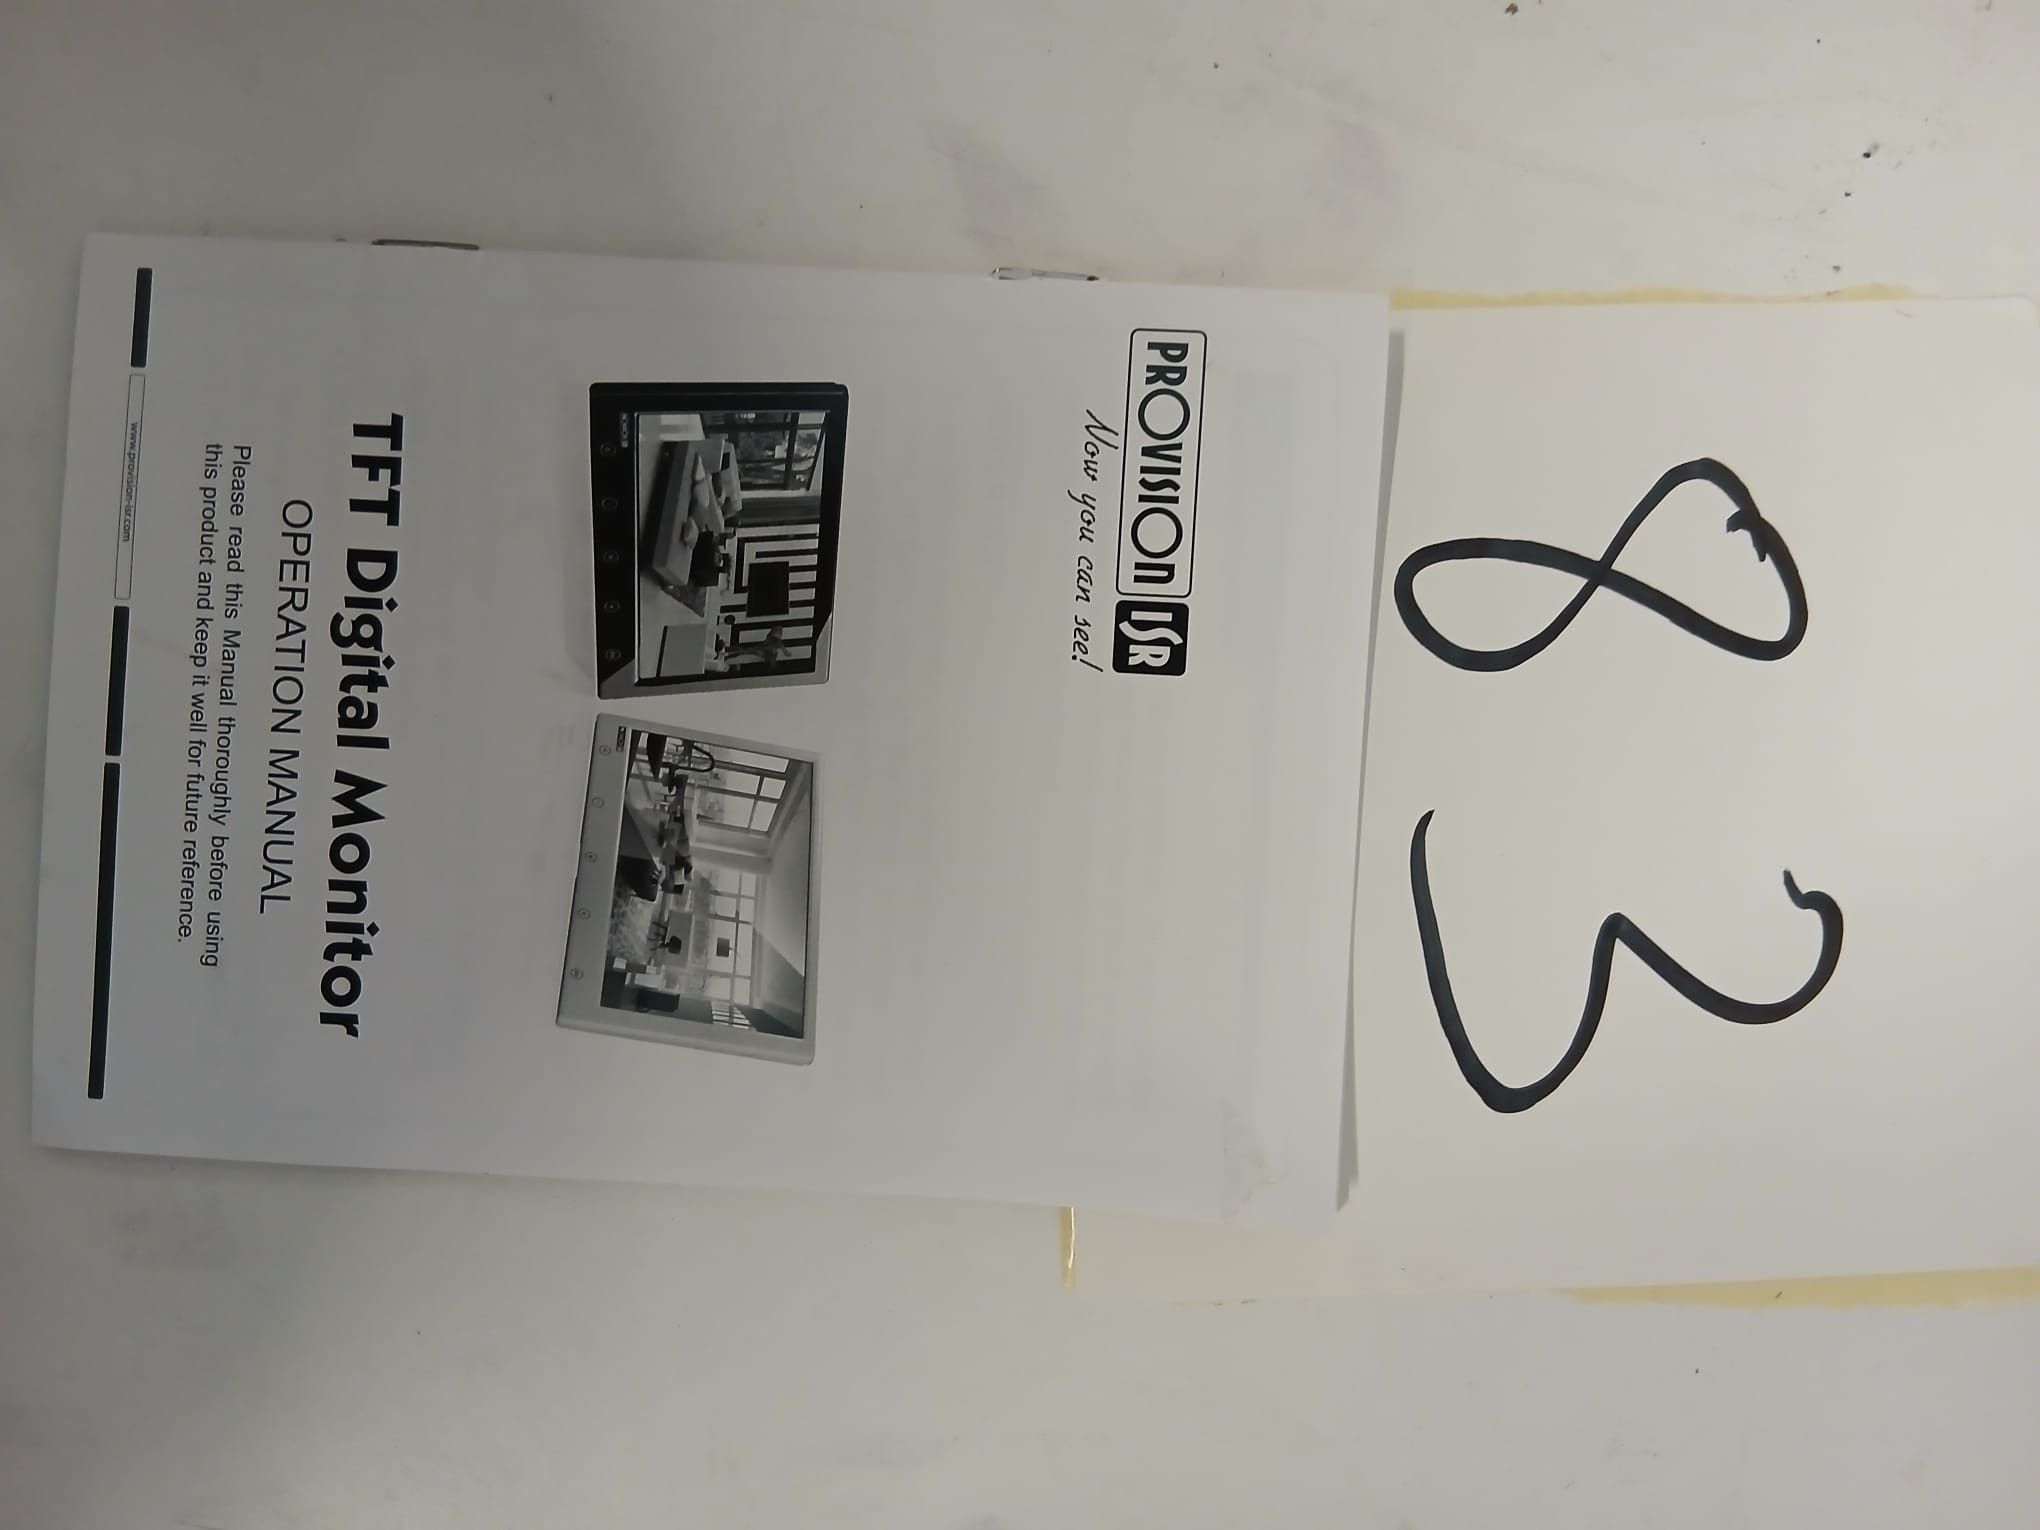 83
PROVISION ISR
Now you can see!
TFT Digital Monitor
OPERATION MANUAL
Please read this Manual thoroughly before using
this product and keep it well for future reference.
www.provision-isr.com